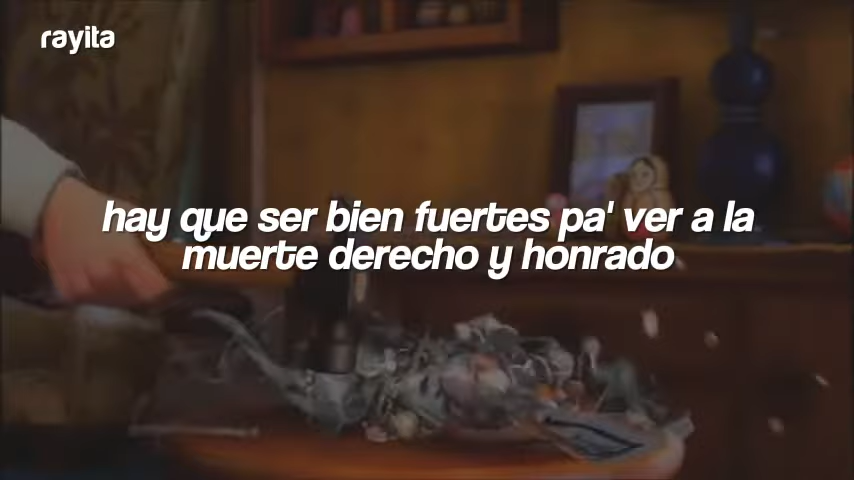 rayita
hay que ser bien fuertes pa' ver a la
muerte derecho y honrado